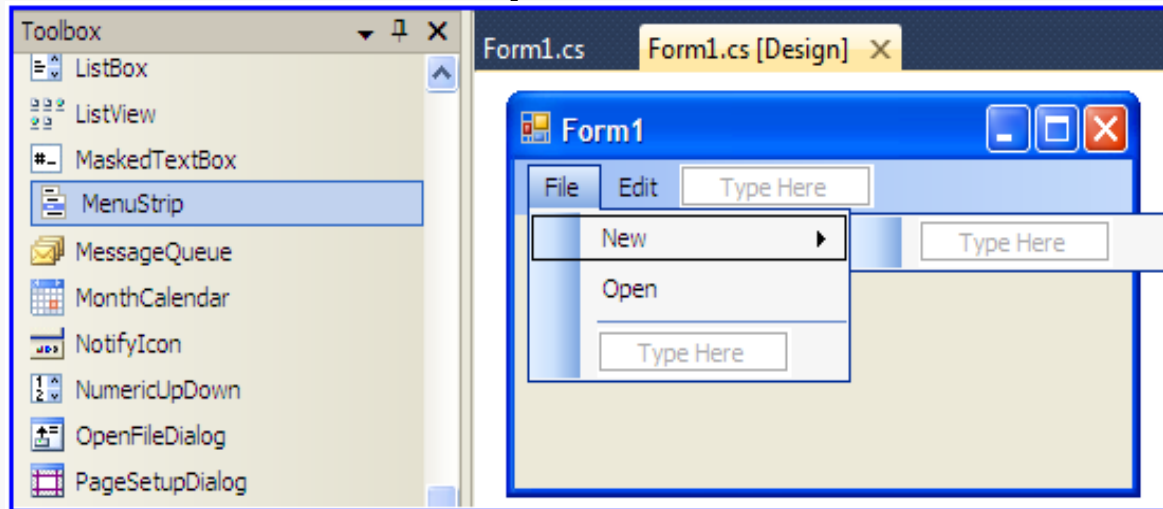 Toolbox
ListBox
ListView
MaskedTextBox
MenuStrip
MessageQueue
MonthCalendar
NotifyIcon
NumericUpDown
OpenFileDialog
PageSetupDialog
Form1.cs
Form1.cs [Design]
Form1
File Edit Type Here
New
Type Here
Open
Type Here